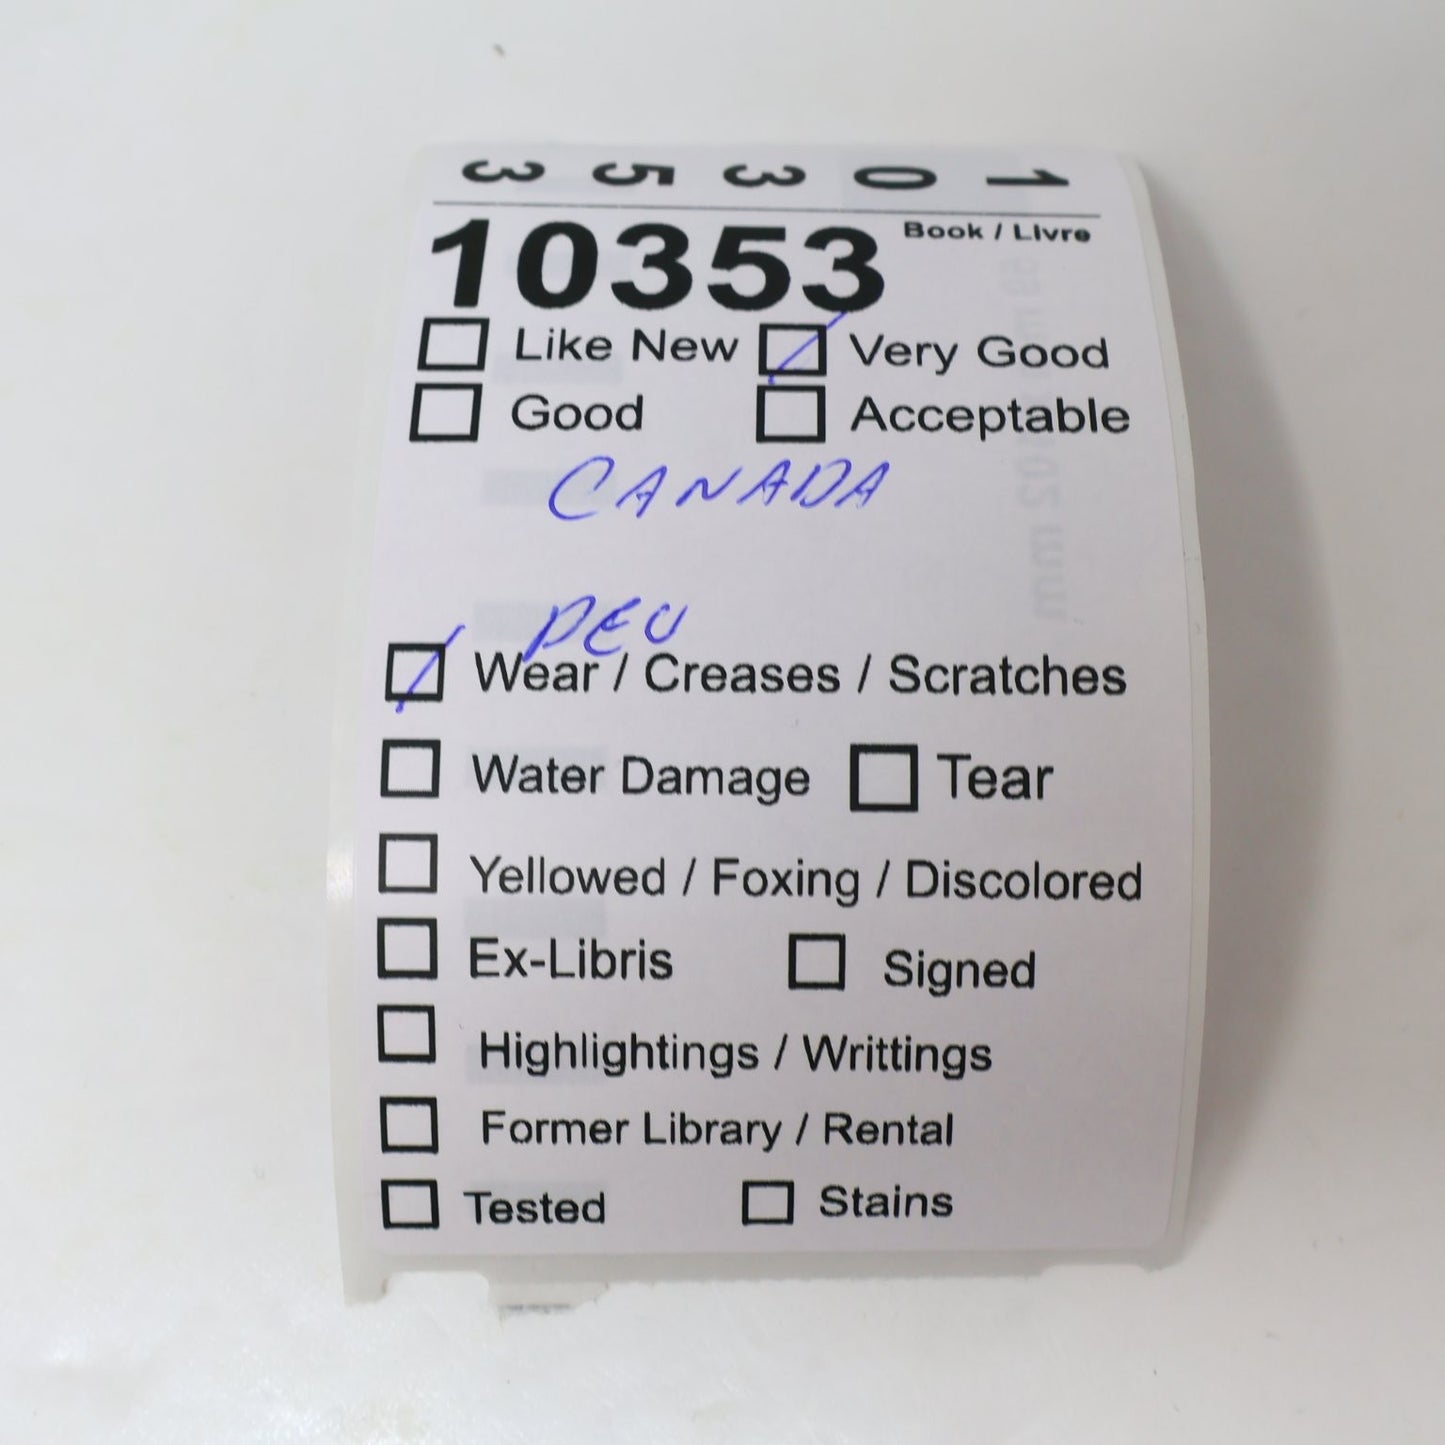 10353
10353 Book / Livre
Like New Very Good
Good Acceptable
CANADA
PEU
Wear / Creases / Scratches
Water Damage Tear
Yellowed / Foxing / Discolored
Ex-Libris Signed
Highlightings / Writtings
Former Library / Rental
Tested Stains